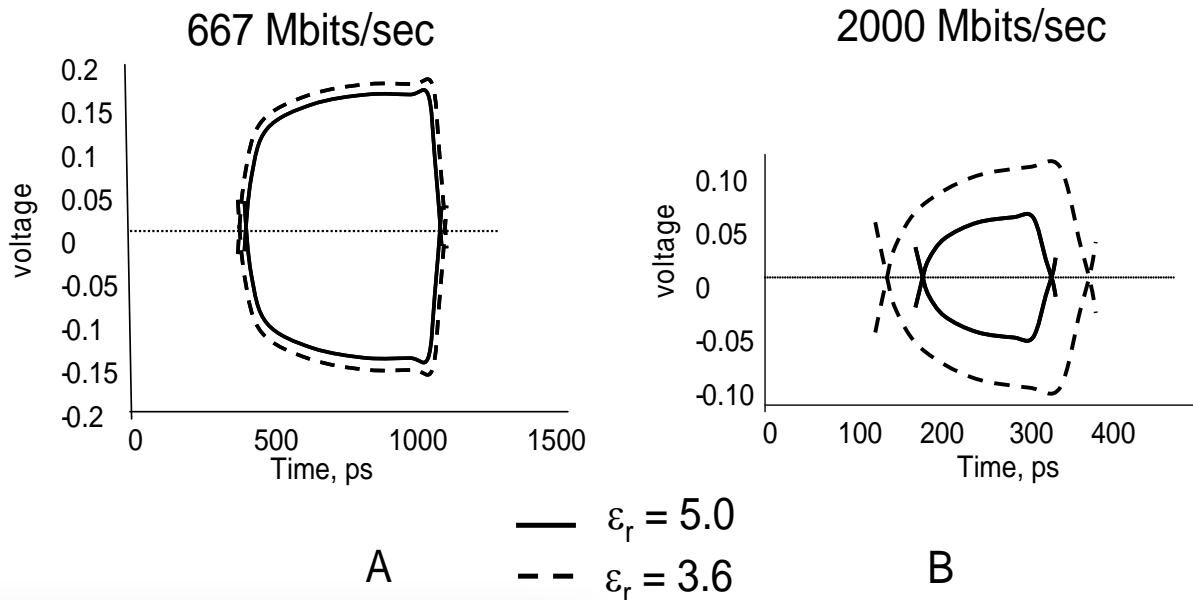 667 Mbits/sec
0.2
0.15
0.1
0.05
0
-0.05
-0.1
-0.15
-0.2
voltage
0 500 1000 1500
Time, ps
A
2000 Mbits/sec
0.10
0.05
0
-0.05
-0.10
voltage
0 100 200 300 400
Time, ps
B
εr = 5.0
εr = 3.6